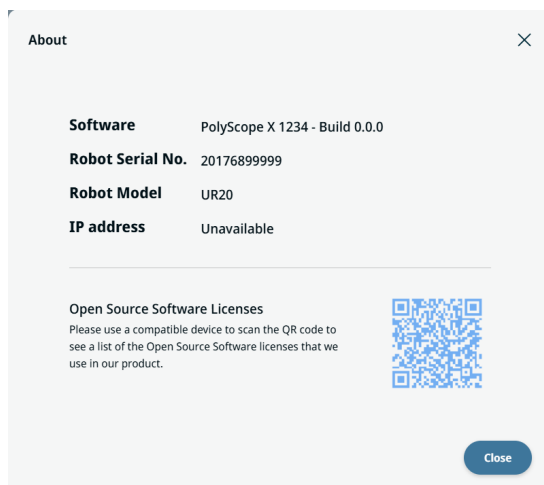 About
Software PolyScope X 1234 - Build 0.0.0
Robot Serial No. 20176899999
Robot Model UR20
IP address Unavailable
Open Source Software Licenses
Please use a compatible device to scan the QR code to
see a list of the Open Source Software licenses that we
use in our product.
Close